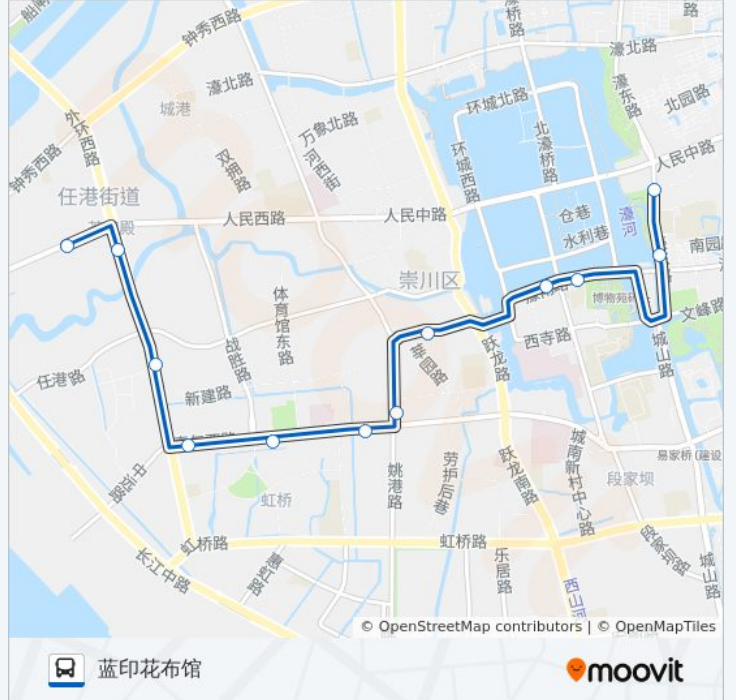 钟秀西路
濠北路
濠北路
城港
万象北路
外环西路
双拥路
河西街
环城北路
濠东路
北园路
北濠桥路
环城西路
人民中路
钟秀西路
任港街道
人民西路
人民中路
仓巷
濠河
水利巷
南园
崇川区
体育馆东路
博物苑
文峰路
战胜路
西寺路
城山路
跃龙路
任港路
新建路
易家桥(建设
城南新村中心路
段家坝
跃龙南路
劳护后巷
姚港路
中远路
虹桥
虹桥路
虹桥路
长江中路
乐居路
段家坝路
城山路
西山河
© OpenStreetMap contributors | © OpenMapTiles
蓝印花布馆
moovit